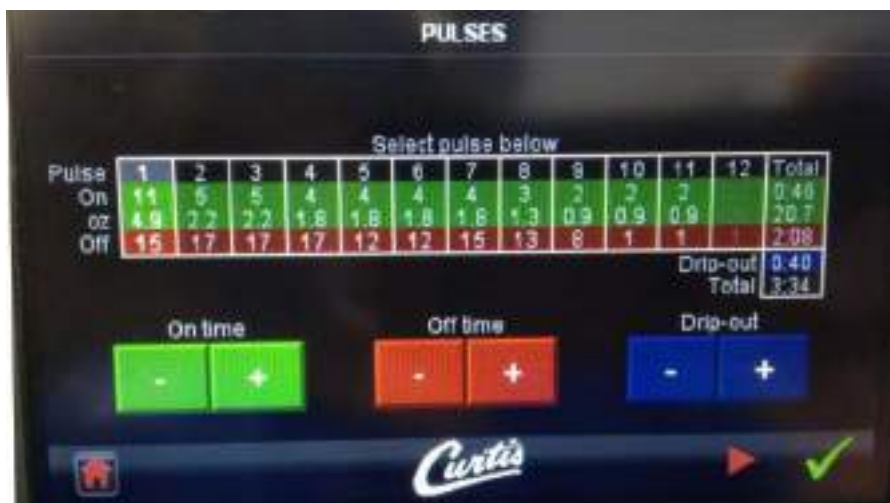 PULSES
Select pulse below
Pulse 1 2 3 4 5 6 7 8 9 10 11 12 Total
On 11 5 5 4 4 4 4 3 2 2 2 0:46
oz 4.9 2.2 2.2 1.8 1.8 1.8 1.8 1.3 0.9 0.9 0.9 20.7
Off 15 17 17 17 12 12 15 13 8 1 1 2:08
Drip-out 0:40
Total 3:34
On time Off time Drip-out
- + - + - +
Curtis